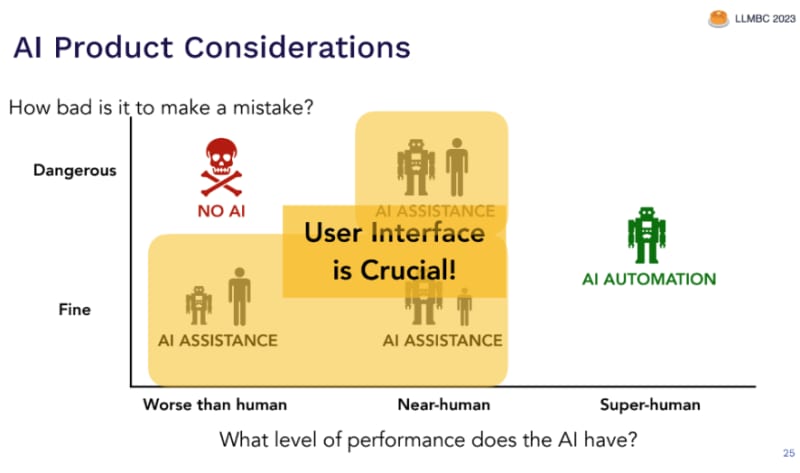 LLMBC 2023
AI Product Considerations
How bad is it to make a mistake?
Dangerous
NO AI
AI ASSISTANCE
User Interface
is Crucial!
AI AUTOMATION
Fine
AI ASSISTANCE
AI ASSISTANCE
Worse than human
Near-human
Super-human
What level of performance does the AI have?
25